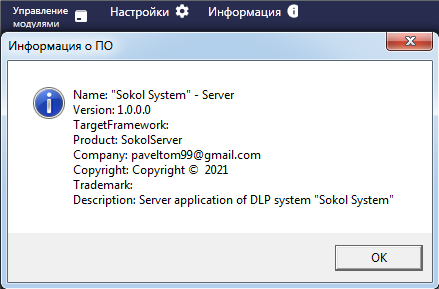 Управление модулями
Настройки
Информация
Информация о ПО
Name: "Sokol System" - Server
Version: 1.0.0.0
TargetFramework:
Product: SokolServer
Company: paveltom99@gmail.com
Copyright: Copyright ©  2021
Trademark:
Description: Server application of DLP system "Sokol System"
OK